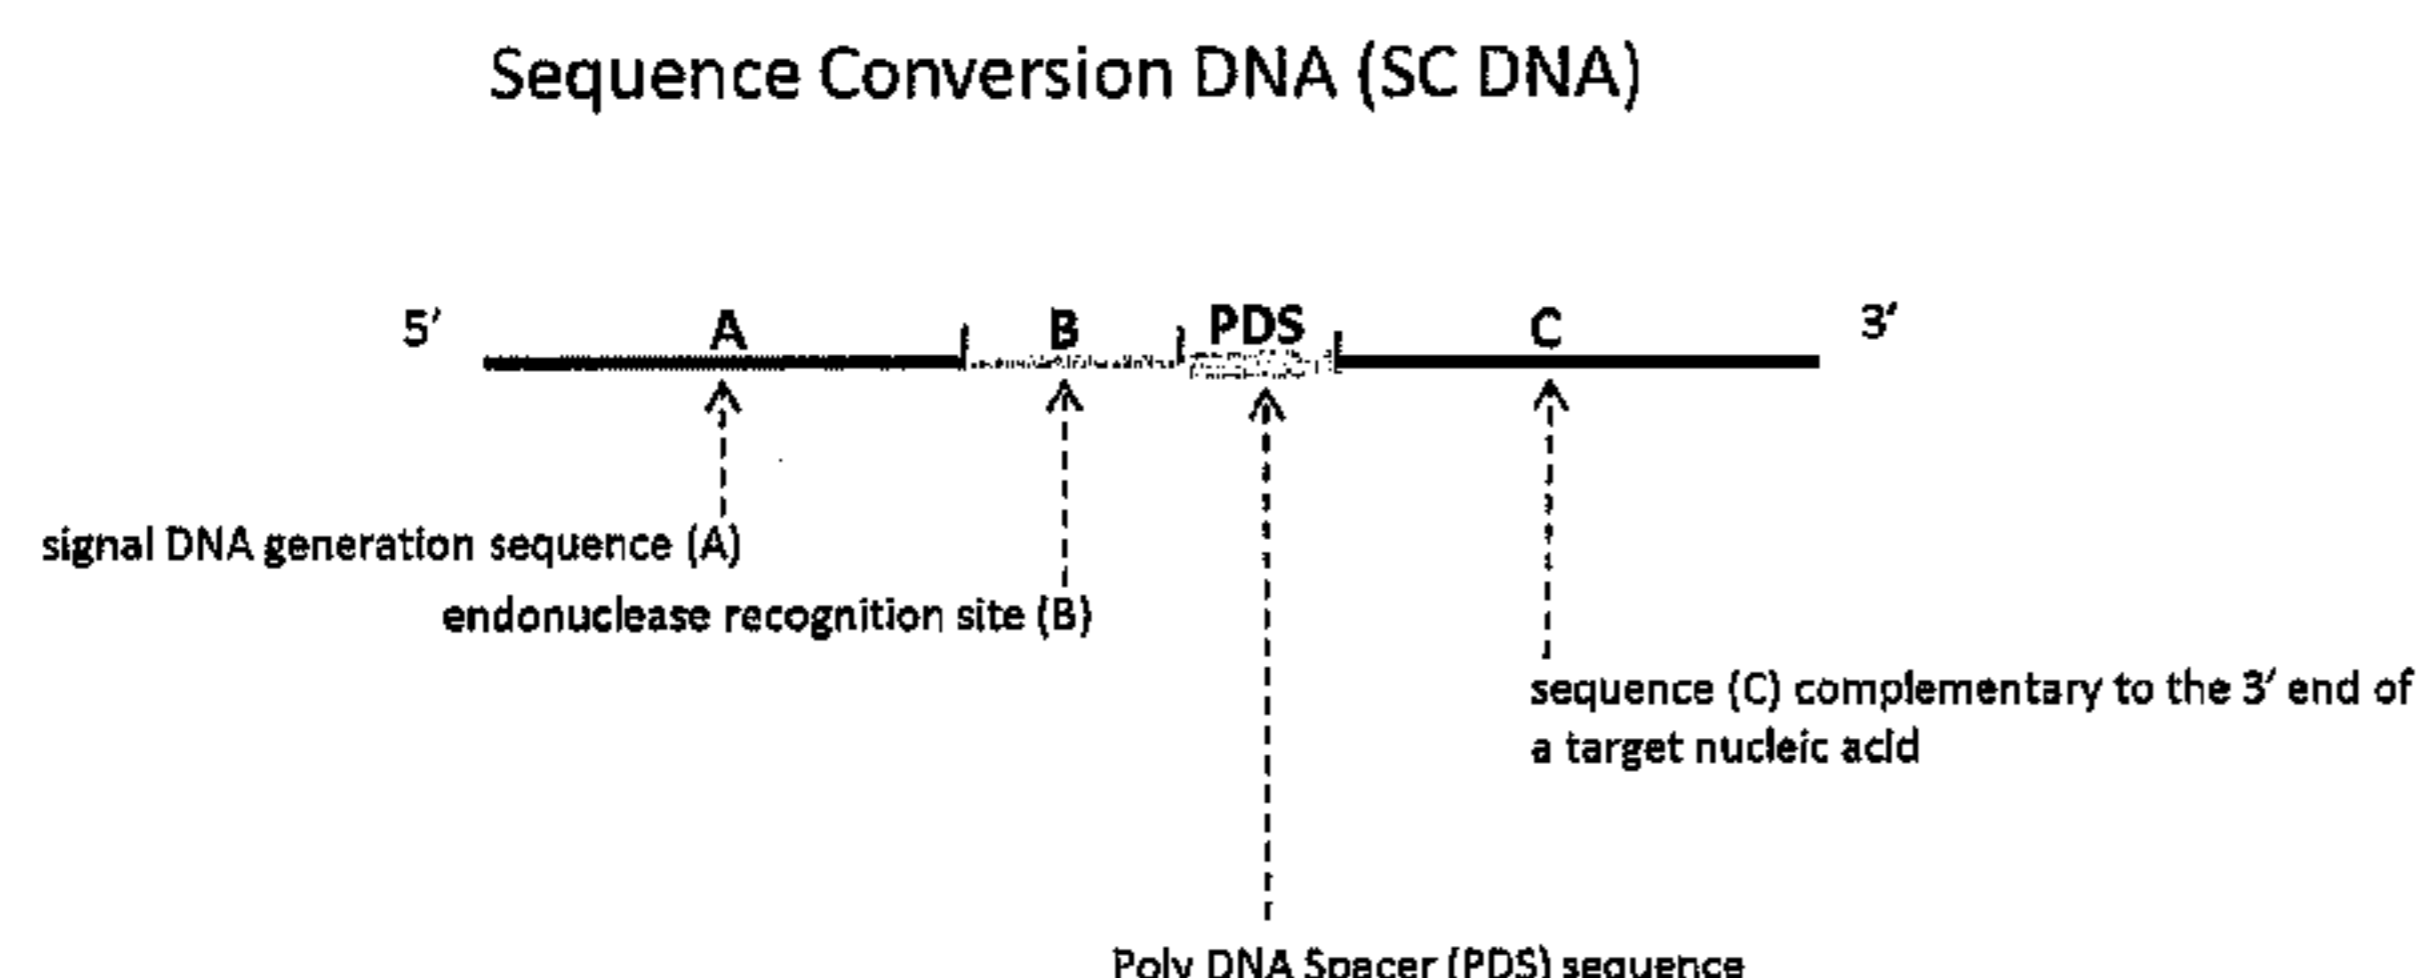 Sequence Conversion DNA (SC DNA)
5′ A B PDS C 3′
signal DNA generation sequence (A)
endonuclease recognition site (B)
sequence (C) complementary to the 3′ end of
a target nucleic acid
Poly DNA Spacer (PDS) sequence